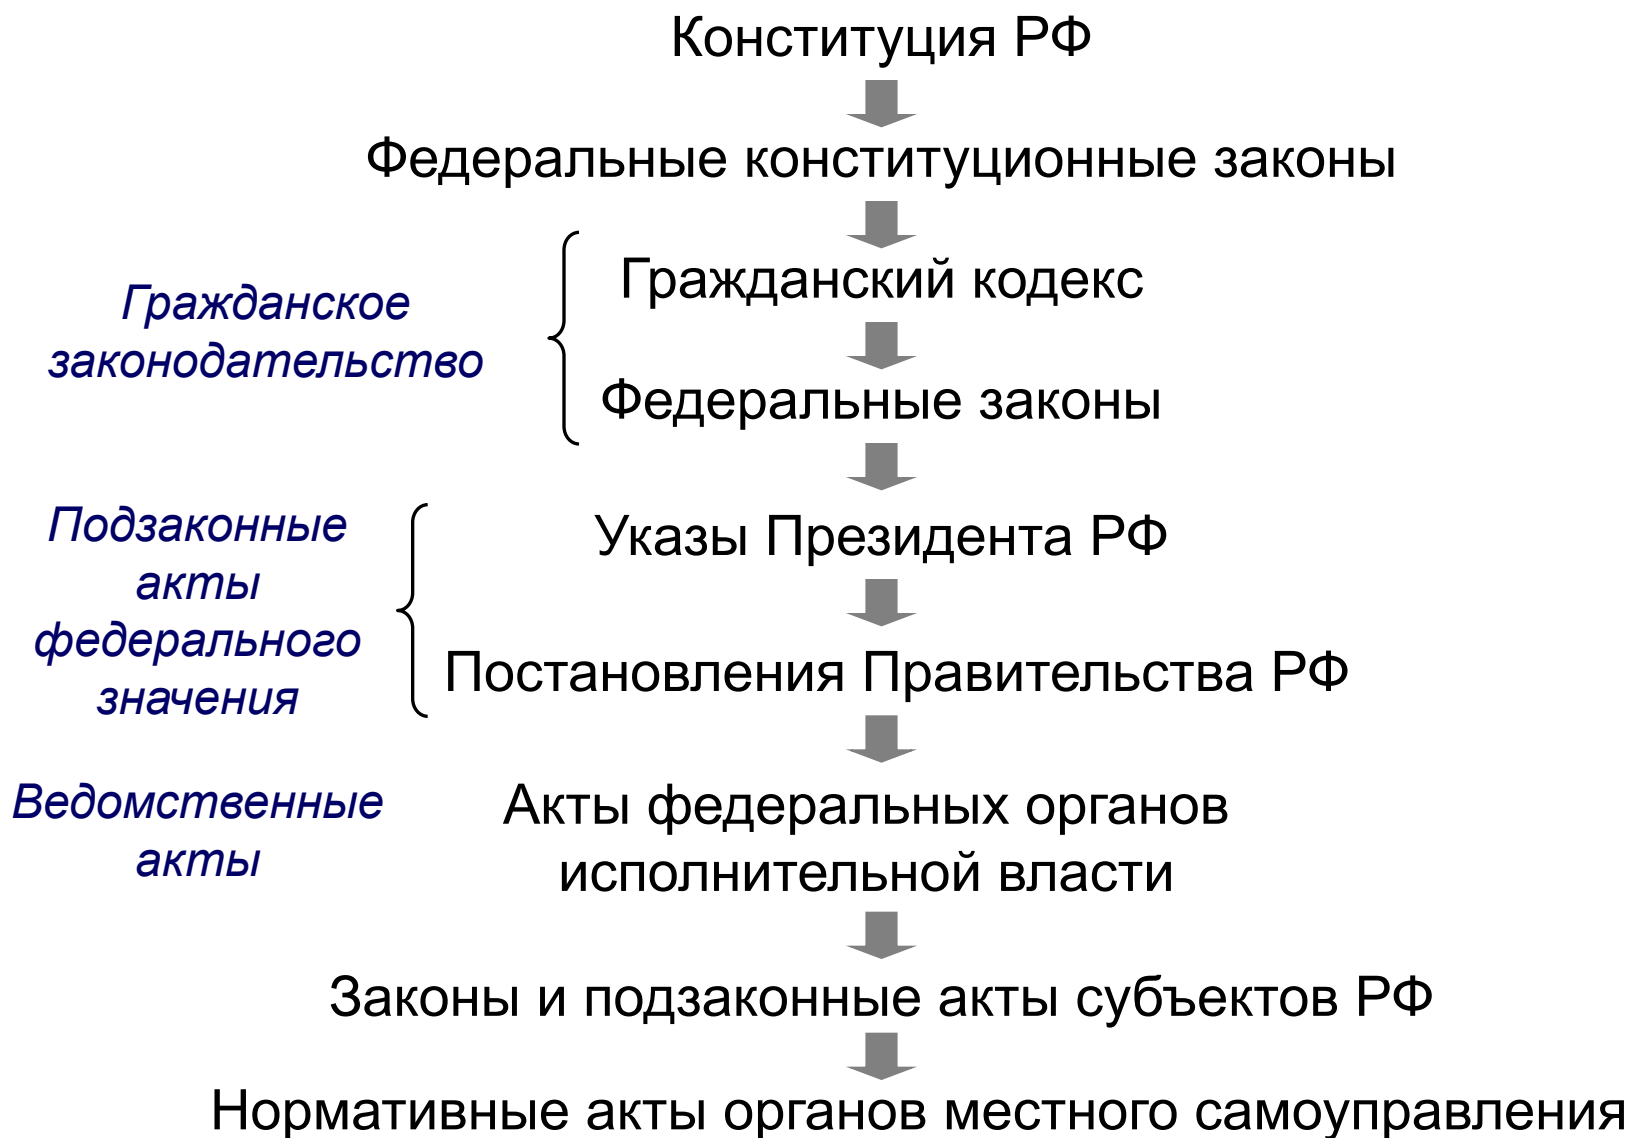 Конституция РФ
Федеральные конституционные законы
Гражданское
законодательство
Гражданский кодекс
Федеральные законы
Подзаконные
акты
федерального
значения
Указы Президента РФ
Постановления Правительства РФ
Ведомственные
акты
Акты федеральных органов
исполнительной власти
Законы и подзаконные акты субъектов РФ
Нормативные акты органов местного самоуправления